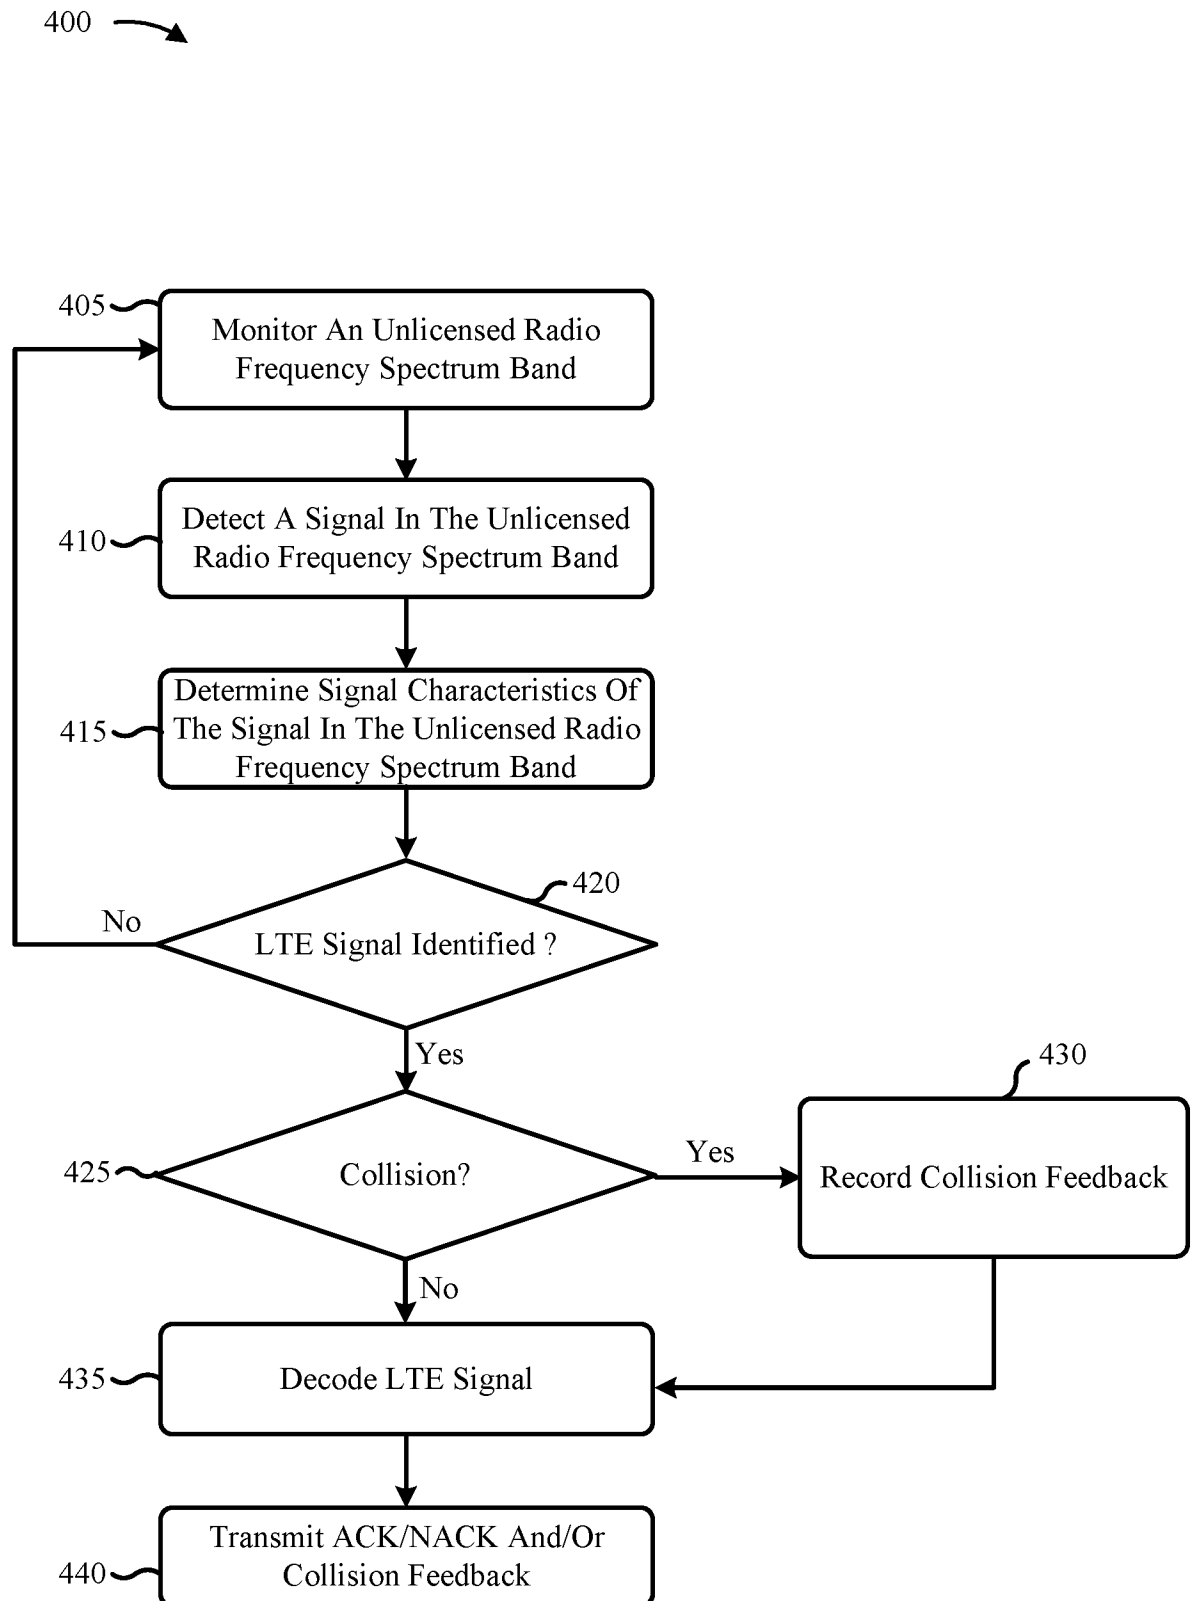 400
405
Monitor An Unlicensed Radio
Frequency Spectrum Band
410
Detect A Signal In The Unlicensed
Radio Frequency Spectrum Band
415
Determine Signal Characteristics Of
The Signal In The Unlicensed Radio
Frequency Spectrum Band
420
LTE Signal Identified ?
No
Yes
425
Collision?
Yes
430
Record Collision Feedback
No
435
Decode LTE Signal
440
Transmit ACK/NACK And/Or
Collision Feedback